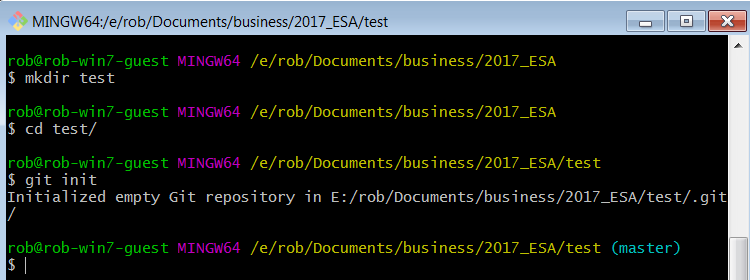 MINGW64:/e/rob/Documents/business/2017_ESA/test
rob@rob-win7-guest MINGW64 /e/rob/Documents/business/2017_ESA
$ mkdir test
rob@rob-win7-guest MINGW64 /e/rob/Documents/business/2017_ESA
$ cd test/
rob@rob-win7-guest MINGW64 /e/rob/Documents/business/2017_ESA/test
$ git init
Initialized empty Git repository in E:/rob/Documents/business/2017_ESA/test/.git
/
rob@rob-win7-guest MINGW64 /e/rob/Documents/business/2017_ESA/test (master)
$